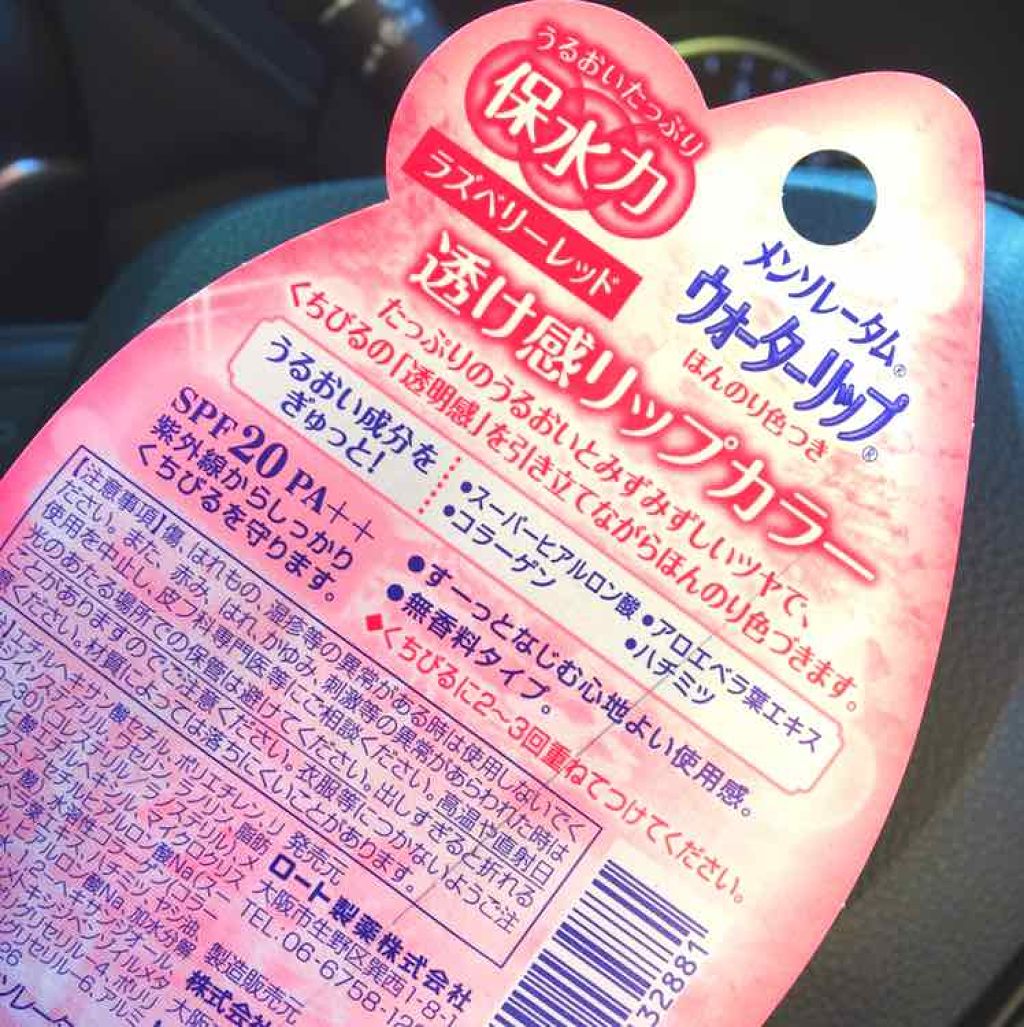 うるおいたっぷり
保水力
ラズベリーレッド
メンソレータム®
ウォーターリップ®
ほんのり色つき
透け感リップカラー
たっぷりのうるおいとみずみずしいツヤで、
くちびるの「透明感」を引き立てながらほんのり色づきます。
うるおい成分を
ぎゅっと!
•スーパーヒアルロン酸 •アロエベラ葉エキス
•コラーゲン •ハチミツ
SPF20 PA++
紫外線からしっかり
くちびるを守ります。
●すーっとなじむ心地よい使用感。
●無香料タイプ。
◆くちびるに2〜3回重ねてつけてください。
【注意事項】傷、はれもの、湿疹等の異常がある時は使用しないでく
ださい。また、赤み、はれ、かゆみ、刺激等の異常があらわれた時は
使用を中止し、皮フ科専門医等にご相談ください。高温や直射日
光のあたる場所での保管は避けてください。出しすぎると折れる
ことがありますのでご注意ください。衣服等につかないようご注
ください。材質によっては落ちにくいことがあります。
発売元
ロート製薬株式会社
大阪市生野区巽西1-8-1
TEL:06-6758-12
製造販売元
株式会
大阪
328881